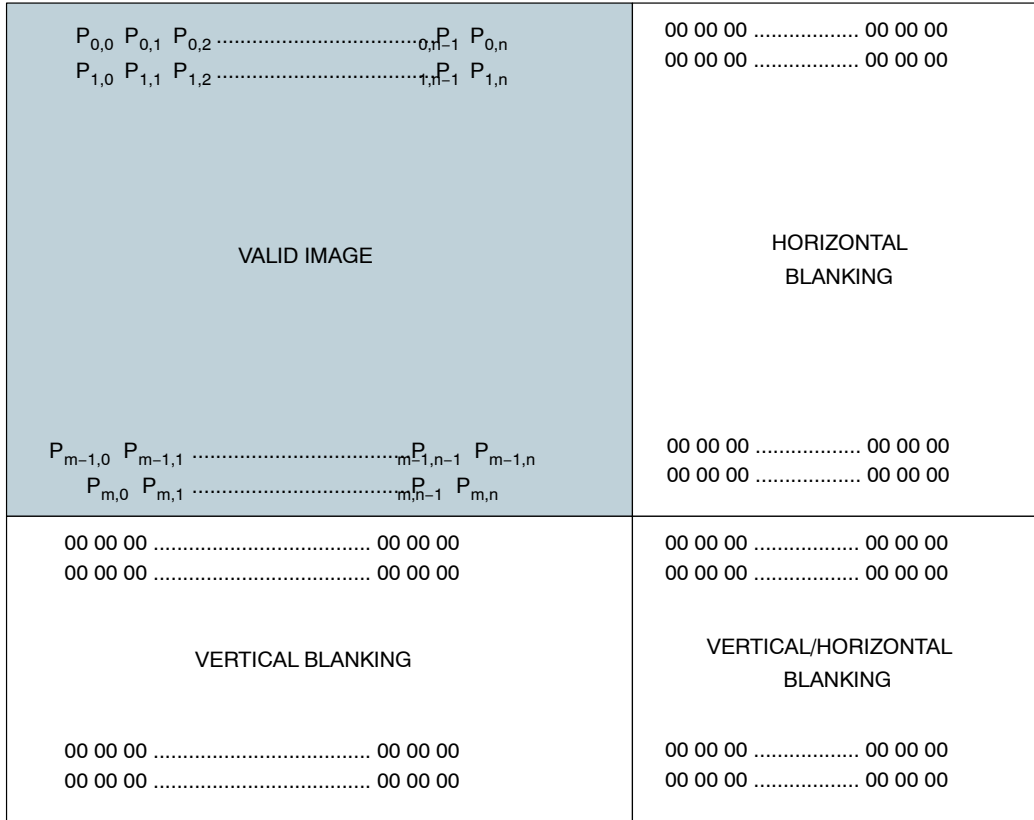 P0,0 P0,1 P0,2 ..................................... P0,n−1 P0,n
00 00 00 .................. 00 00 00
P1,0 P1,1 P1,2 ..................................... P1,n−1 P1,n
00 00 00 .................. 00 00 00
VALID IMAGE
HORIZONTAL
BLANKING
Pm−1,0 Pm−1,1 ..................................... Pm−1,n−1 Pm−1,n
00 00 00 .................. 00 00 00
Pm,0 Pm,1 ..................................... Pm,n−1 Pm,n
00 00 00 .................. 00 00 00
00 00 00 ..................................... 00 00 00
00 00 00 ..................................... 00 00 00
VERTICAL BLANKING
00 00 00 ..................................... 00 00 00
00 00 00 ..................................... 00 00 00
00 00 00 .................. 00 00 00
00 00 00 .................. 00 00 00
VERTICAL/HORIZONTAL
BLANKING
00 00 00 .................. 00 00 00
00 00 00 .................. 00 00 00